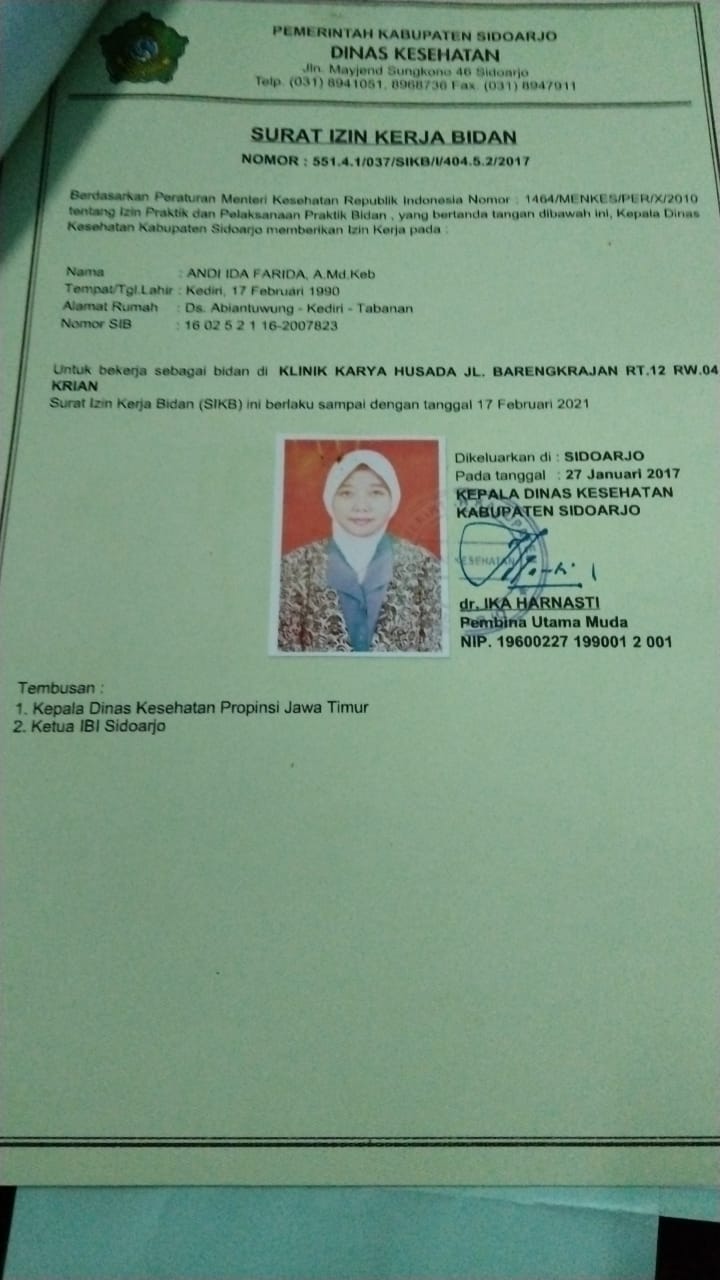 PEMERINTAH KABUPATEN SIDOARJO
DINAS KESEHATAN
Jln. Mayjend Sungkono 46 Sidoarjo
Telp. (031) 8941051, 8968736 Fax. (031) 8947911
SURAT IZIN KERJA BIDAN
NOMOR : 551.4.1/037/SIKB/I/404.5.2/2017
Berdasarkan Peraturan Menteri Kesehatan Republik Indonesia Nomor : 1464/MENKES/PER/X/2010
tentang Izin Praktik dan Pelaksanaan Praktik Bidan , yang bertanda tangan dibawah ini, Kepala Dinas
Kesehatan Kabupaten Sidoarjo memberikan Izin Kerja pada :
Nama : ANDI IDA FARIDA, A.Md.Keb
Tempat/Tgl.Lahir : Kediri, 17 Februari 1990
Alamat Rumah : Ds. Abiantuwung - Kediri - Tabanan
Nomor SIB : 16 02 5 2 1 16-2007823
Untuk bekerja sebagai bidan di KLINIK KARYA HUSADA JL. BARENGKRAJAN RT.12 RW.04
KRIAN
Surat Izin Kerja Bidan (SIKB) ini berlaku sampai dengan tanggal 17 Februari 2021
Dikeluarkan di : SIDOARJO
Pada tanggal : 27 Januari 2017
KEPALA DINAS KESEHATAN
KABUPATEN SIDOARJO
KESEHATAN
dr. IKA HARNASTI
Pembina Utama Muda
NIP. 19600227 199001 2 001
Tembusan :
1. Kepala Dinas Kesehatan Propinsi Jawa Timur
2. Ketua IBI Sidoarjo